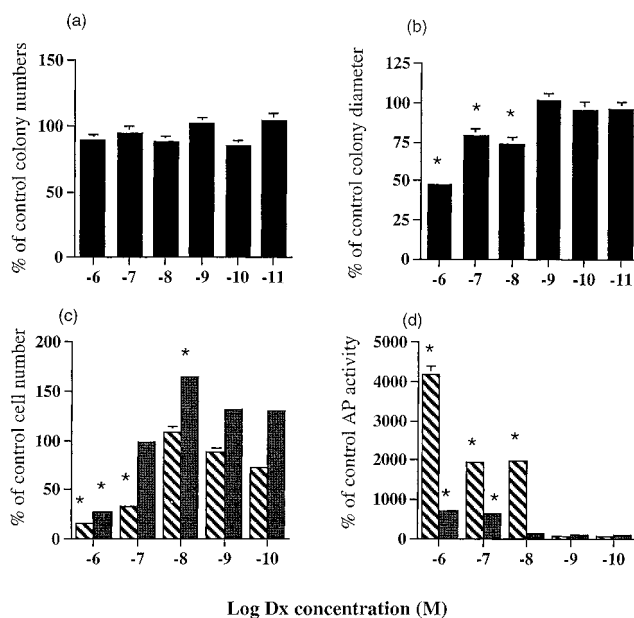 (a)
% of control colony numbers
150
100
50
0
-6 -7 -8 -9 -10 -11
(b)
% of control colony diameter
125
100
75
50
25
0
* * *
-6 -7 -8 -9 -10 -11
(c)
% of control cell number
200
150
100
50
0
* * * *
-6 -7 -8 -9 -10
(d)
% of control AP activity
5000
4000
3000
2000
1000
0
* * * * *
-6 -7 -8 -9 -10
Log Dx concentration (M)